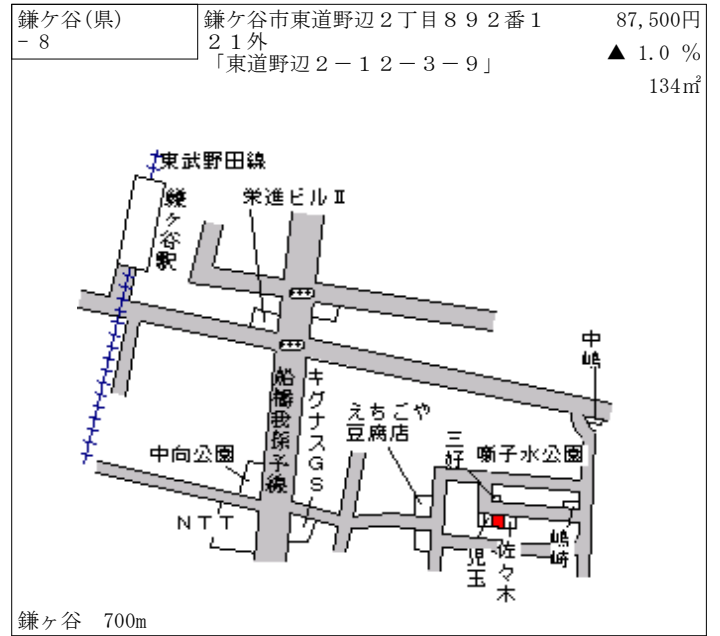 鎌ケ谷(県)
－8
鎌ケ谷市東道野辺２丁目８９２番１
２１外
「東道野辺２－１２－３－９」
87,500円
▲ 1.0 %
134㎡
東武野田線
鎌ケ谷駅
栄進ビルⅡ
中嶋
船橋我孫子線
キグナスGS
えちごや
豆腐店
三好
囃子水公園
中向公園
NTT
児玉
佐々木
嶋崎
鎌ヶ谷　700m